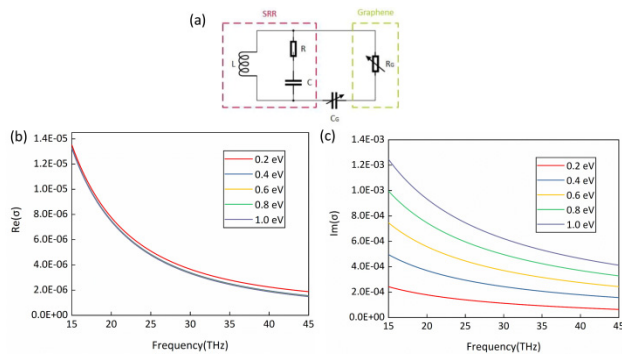 (a)
SRR
Graphene
L
R
C
R_G
C_G
(b)
Re(σ)
1.4E-05
1.2E-05
1.0E-05
8.0E-06
6.0E-06
4.0E-06
2.0E-06
0.0E+00
0.2 eV
0.4 eV
0.6 eV
0.8 eV
1.0 eV
15 20 25 30 35 40 45
Frequency(THz)
(c)
Im(σ)
1.4E-03
1.2E-03
1.0E-03
8.0E-04
6.0E-04
4.0E-04
2.0E-04
0.0E+00
0.2 eV
0.4 eV
0.6 eV
0.8 eV
1.0 eV
15 20 25 30 35 40 45
Frequency(THz)